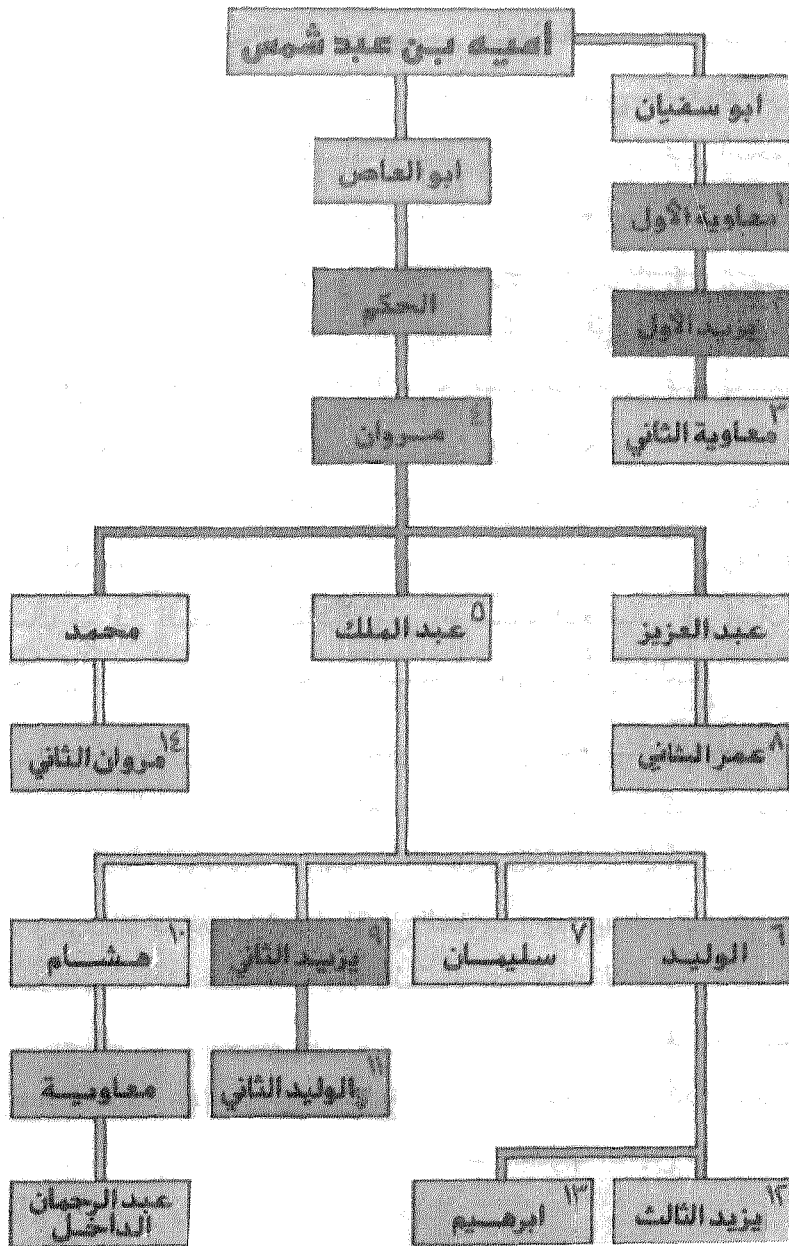 أميه بن عبد شمس
ابو سفيان
ابو العاص
١ معاوية الأول
الحكم
٢ يزيد الأول
٤ مروان
٣ معاوية الثاني
عبد العزيز
٥ عبد الملك
محمد
٨ عمر الثاني
١٤ مروان الثاني
٦ الوليد
٧ سليمان
٩ يزيد الثاني
١٠ هشام
١١ الوليد الثاني
معاوية
١٢ يزيد الثالث
١٣ ابرهيم
عبد الرحمان
الداخل